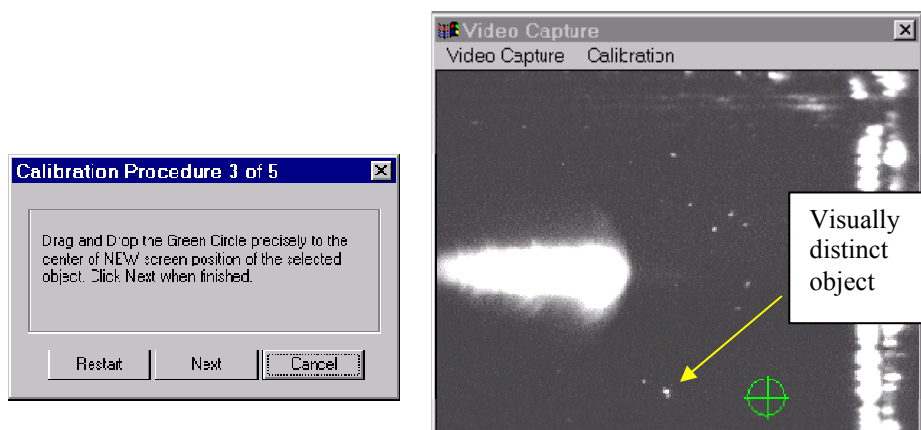 Calibration Procedure 3 of 5
Drag and Drop the Green Circle precisely to the
center of NEW screen position of the selected
object. Click Next when finished.
Restart
Next
Cancel
Video Capture
Video Capture Calibration
Visually
distinct
object